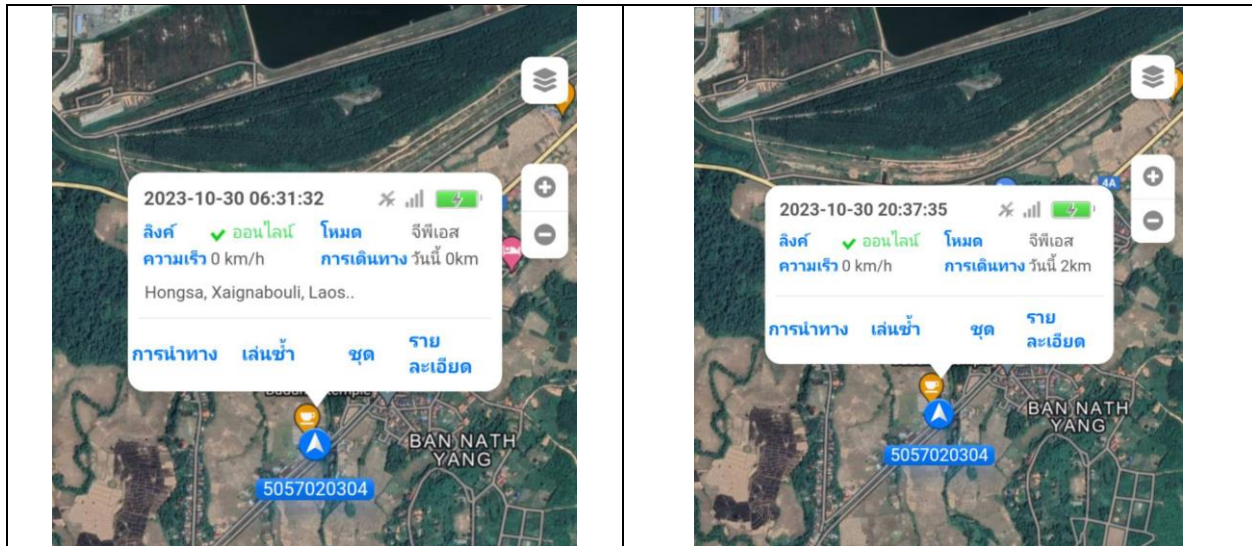 2023-10-30 06:31:32
ลิงค์ ออนไลน์ โหมด จีพีเอส
ความเร็ว 0 km/h การเดินทาง วันนี้ 0km
Hongsa, Xaignabouli, Laos..
การนำทาง เล่นซ้ำ ชุด ราย
ละเอียด
BAN NATH
YANG
5057020304
4A
2023-10-30 20:37:35
ลิงค์ ออนไลน์ โหมด จีพีเอส
ความเร็ว 0 km/h การเดินทาง วันนี้ 2km
การนำทาง เล่นซ้ำ ชุด ราย
ละเอียด
BAN NATH
YANG
5057020304